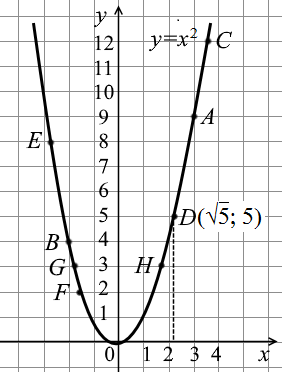 y
y=x²
12 C
11
10
9 A
E 8
7
6
5 D(√5; 5)
B 4
G 3 H
F 2
1
0 1 2 3 4 x